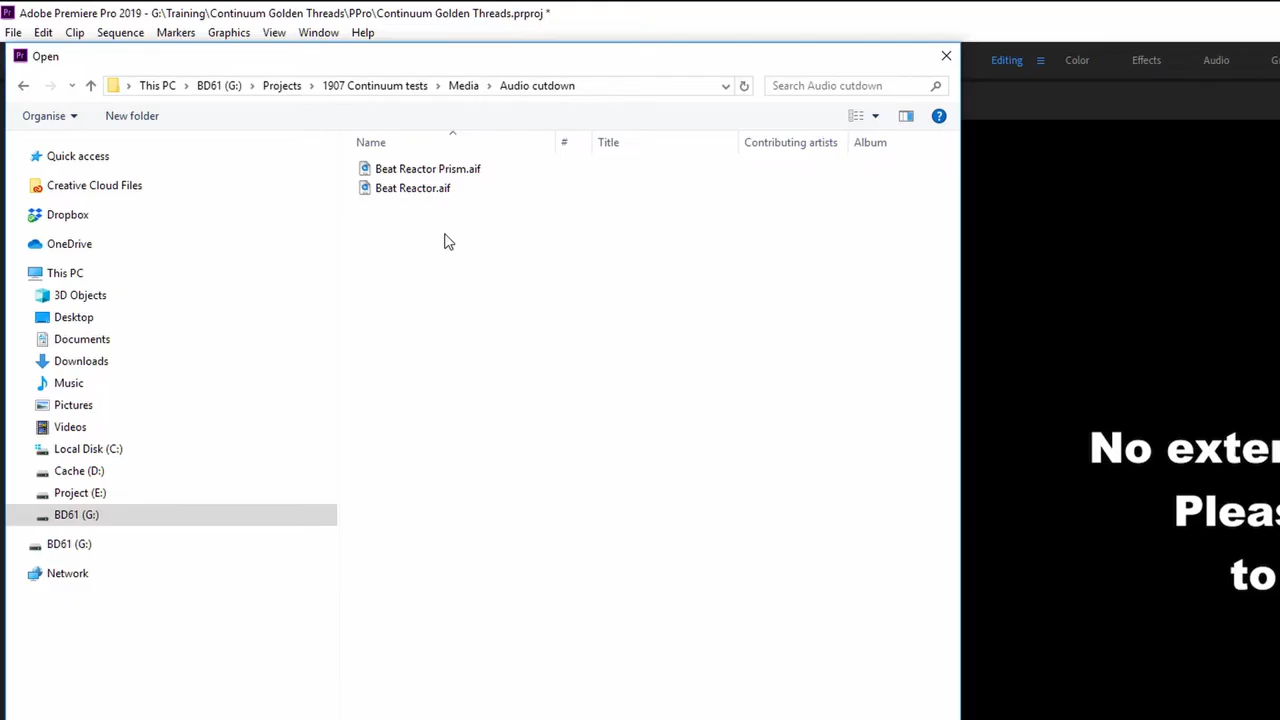 Adobe Premiere Pro 2019 - G:\Training\Continuum Golden Threads\PPro\Continuum Golden Threads.prproj *
File Edit Clip Sequence Markers Graphics View Window Help
Open
Editing Color Effects Audio
This PC > BD61 (G:) > Projects > 1907 Continuum tests > Media > Audio cutdown
Search Audio cutdown
Organise New folder
Name # Title Contributing artists Album
Beat Reactor Prism.aif
Beat Reactor.aif
Quick access
Creative Cloud Files
Dropbox
OneDrive
This PC
3D Objects
Desktop
Documents
Downloads
Music
Pictures
Videos
Local Disk (C:)
Cache (D:)
Project (E:)
BD61 (G:)
BD61 (G:)
Network
No exter
Pleas
to